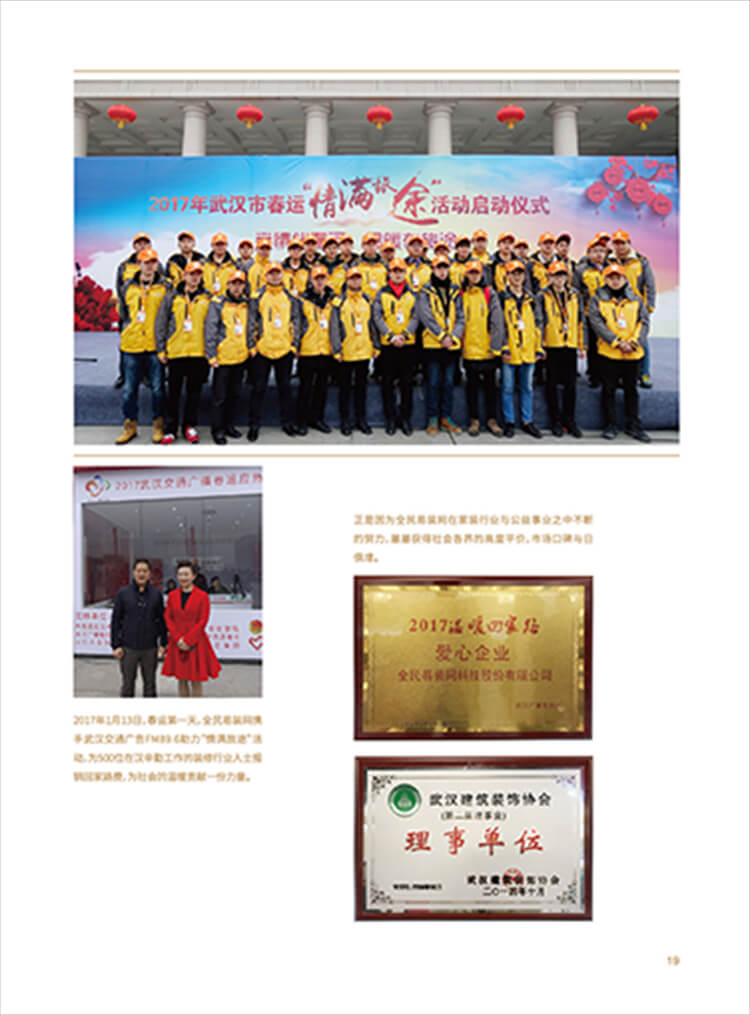 2017年武汉市春运“情满旅途”活动启动仪式
2017武汉交通广播春运应热
正是因为全民易装网在家装行业与公益事业之中不断
的努力,屡屡获得社会各界的高度平价,市场口碑与日
俱增。
2017温暖回家路
爱心企业
全民易装网科技股份有限公司
2017年1月13日,春运第一天,全民易装网携
手武汉交通广告FM89.6助力“情满旅途”活
动,为500位在汉辛勤工作的装修行业人士报
销回家路费,为社会的温暖贡献一份力量。
武汉建筑装饰协会
理事单位
武汉建筑装饰协会
二〇一四年十月
19